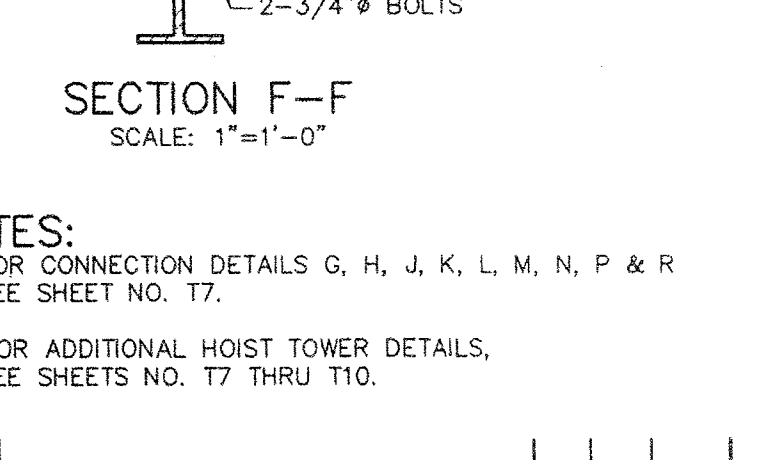 2-3/4"ø BOLTS
SECTION F-F
SCALE: 1"=1'-0"
TES:
OR CONNECTION DETAILS G, H, J, K, L, M, N, P & R
EE SHEET NO. T7.
OR ADDITIONAL HOIST TOWER DETAILS,
EE SHEETS NO. T7 THRU T10.